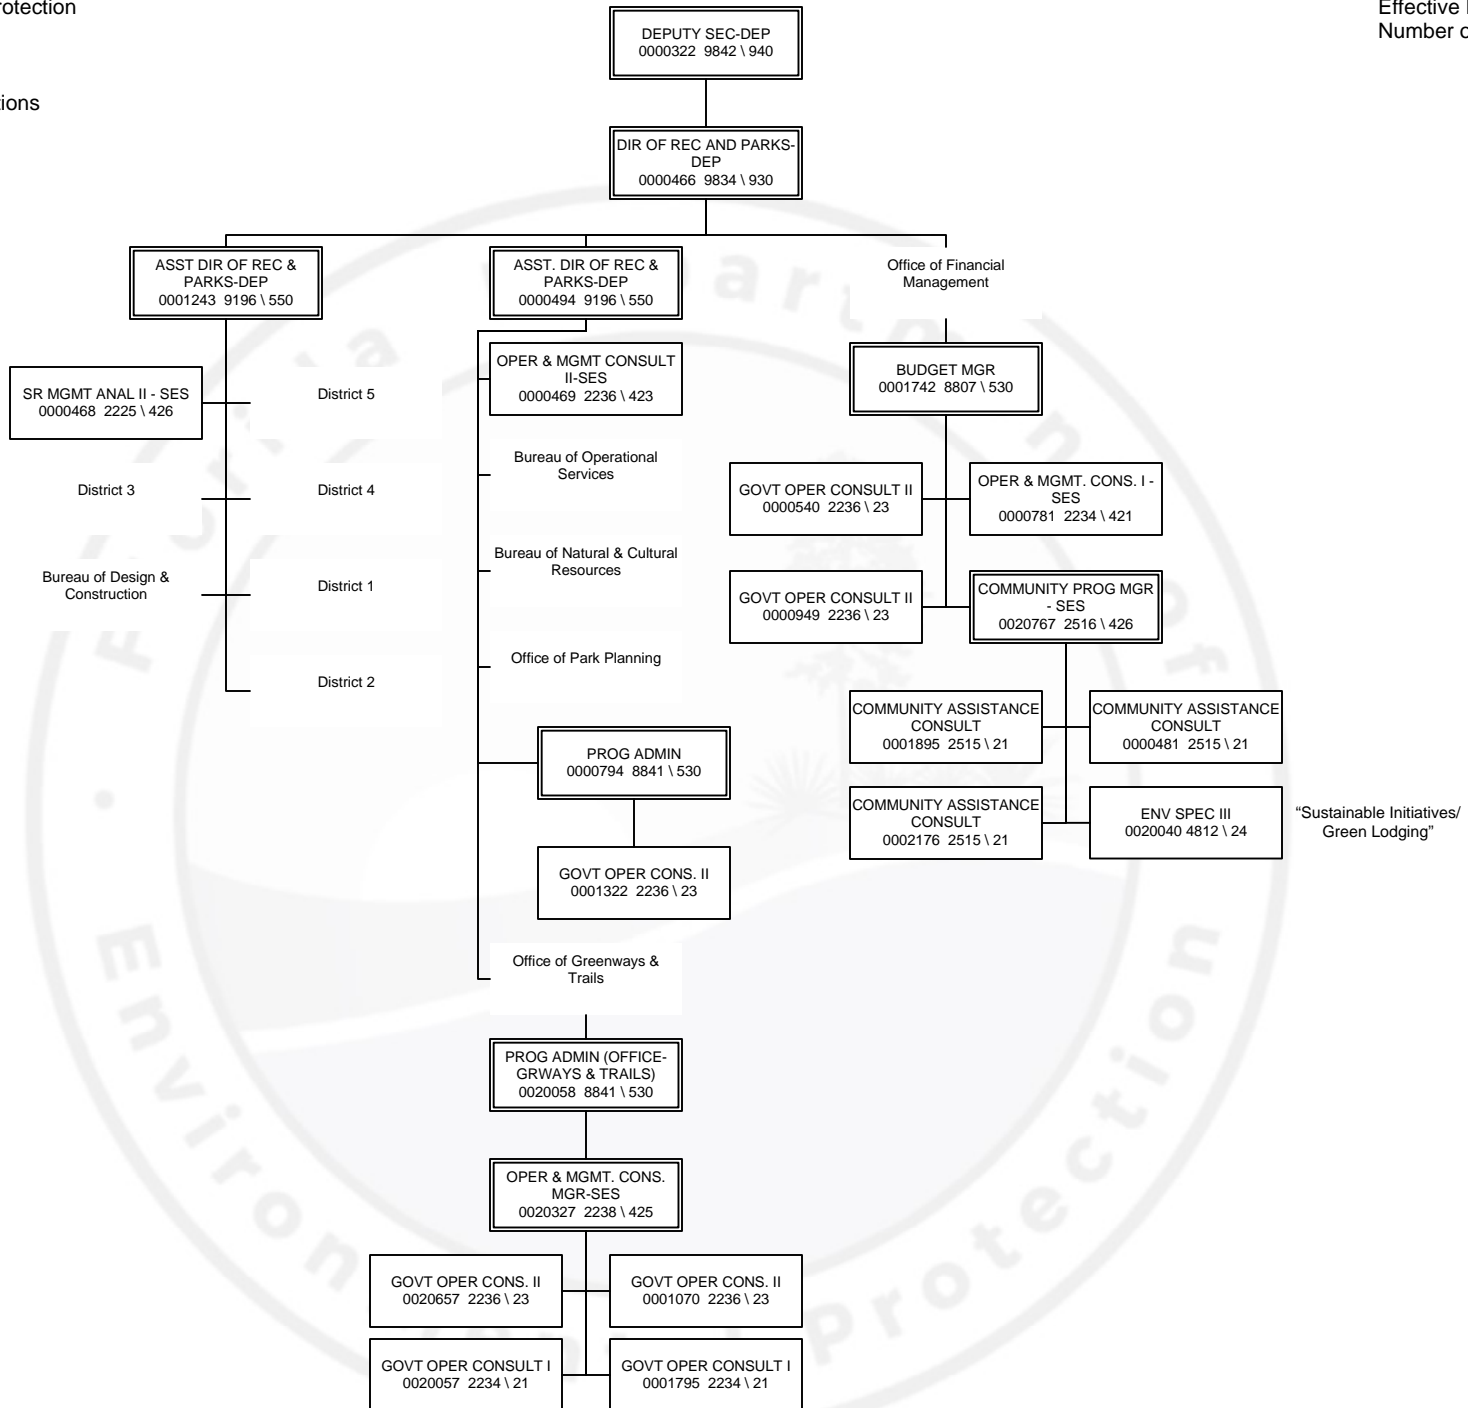 rotection
Effective
Number o
tions
DEPUTY SEC-DEP
0000322 9842 \ 940
DIR OF REC AND PARKS-
DEP
0000466 9834 \ 930
ASST DIR OF REC &
PARKS-DEP
0001243 9196 \ 550
ASST. DIR OF REC &
PARKS-DEP
0000494 9196 \ 550
Office of Financial
Management
SR MGMT ANAL II - SES
0000468 2225 \ 426
District 5
District 3
District 4
Bureau of Design &
Construction
District 1
District 2
OPER & MGMT CONSULT
II-SES
0000469 2236 \ 423
Bureau of Operational
Services
Bureau of Natural & Cultural
Resources
Office of Park Planning
PROG ADMIN
0000794 8841 \ 530
GOVT OPER CONS. II
0001322 2236 \ 23
Office of Greenways &
Trails
PROG ADMIN (OFFICE-
GRWAYS & TRAILS)
0020058 8841 \ 530
OPER & MGMT. CONS.
MGR-SES
0020327 2238 \ 425
GOVT OPER CONS. II
0020657 2236 \ 23
GOVT OPER CONS. II
0001070 2236 \ 23
GOVT OPER CONSULT I
0020057 2234 \ 21
GOVT OPER CONSULT I
0001795 2234 \ 21
BUDGET MGR
0001742 8807 \ 530
GOVT OPER CONSULT II
0000540 2236 \ 23
OPER & MGMT. CONS. I -
SES
0000781 2234 \ 421
GOVT OPER CONSULT II
0000949 2236 \ 23
COMMUNITY PROG MGR
- SES
0020767 2516 \ 426
COMMUNITY ASSISTANCE
CONSULT
0001895 2515 \ 21
COMMUNITY ASSISTANCE
CONSULT
0000481 2515 \ 21
COMMUNITY ASSISTANCE
CONSULT
0002176 2515 \ 21
ENV SPEC III
0020040 4812 \ 24
“Sustainable Initiatives/
Green Lodging”
of
Protection